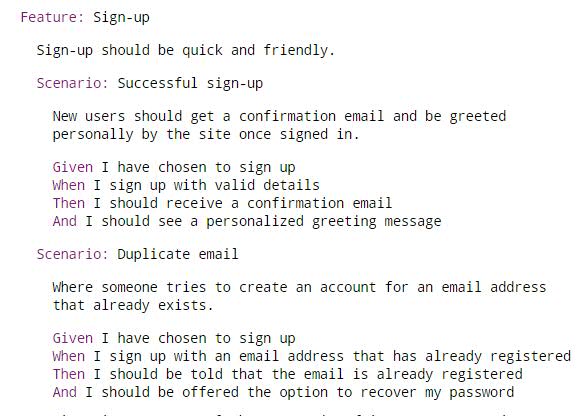 Feature: Sign-up
Sign-up should be quick and friendly.
Scenario: Successful sign-up
New users should get a confirmation email and be greeted
personally by the site once signed in.
Given I have chosen to sign up
When I sign up with valid details
Then I should receive a confirmation email
And I should see a personalized greeting message
Scenario: Duplicate email
Where someone tries to create an account for an email address
that already exists.
Given I have chosen to sign up
When I sign up with an email address that has already registered
Then I should be told that the email is already registered
And I should be offered the option to recover my password